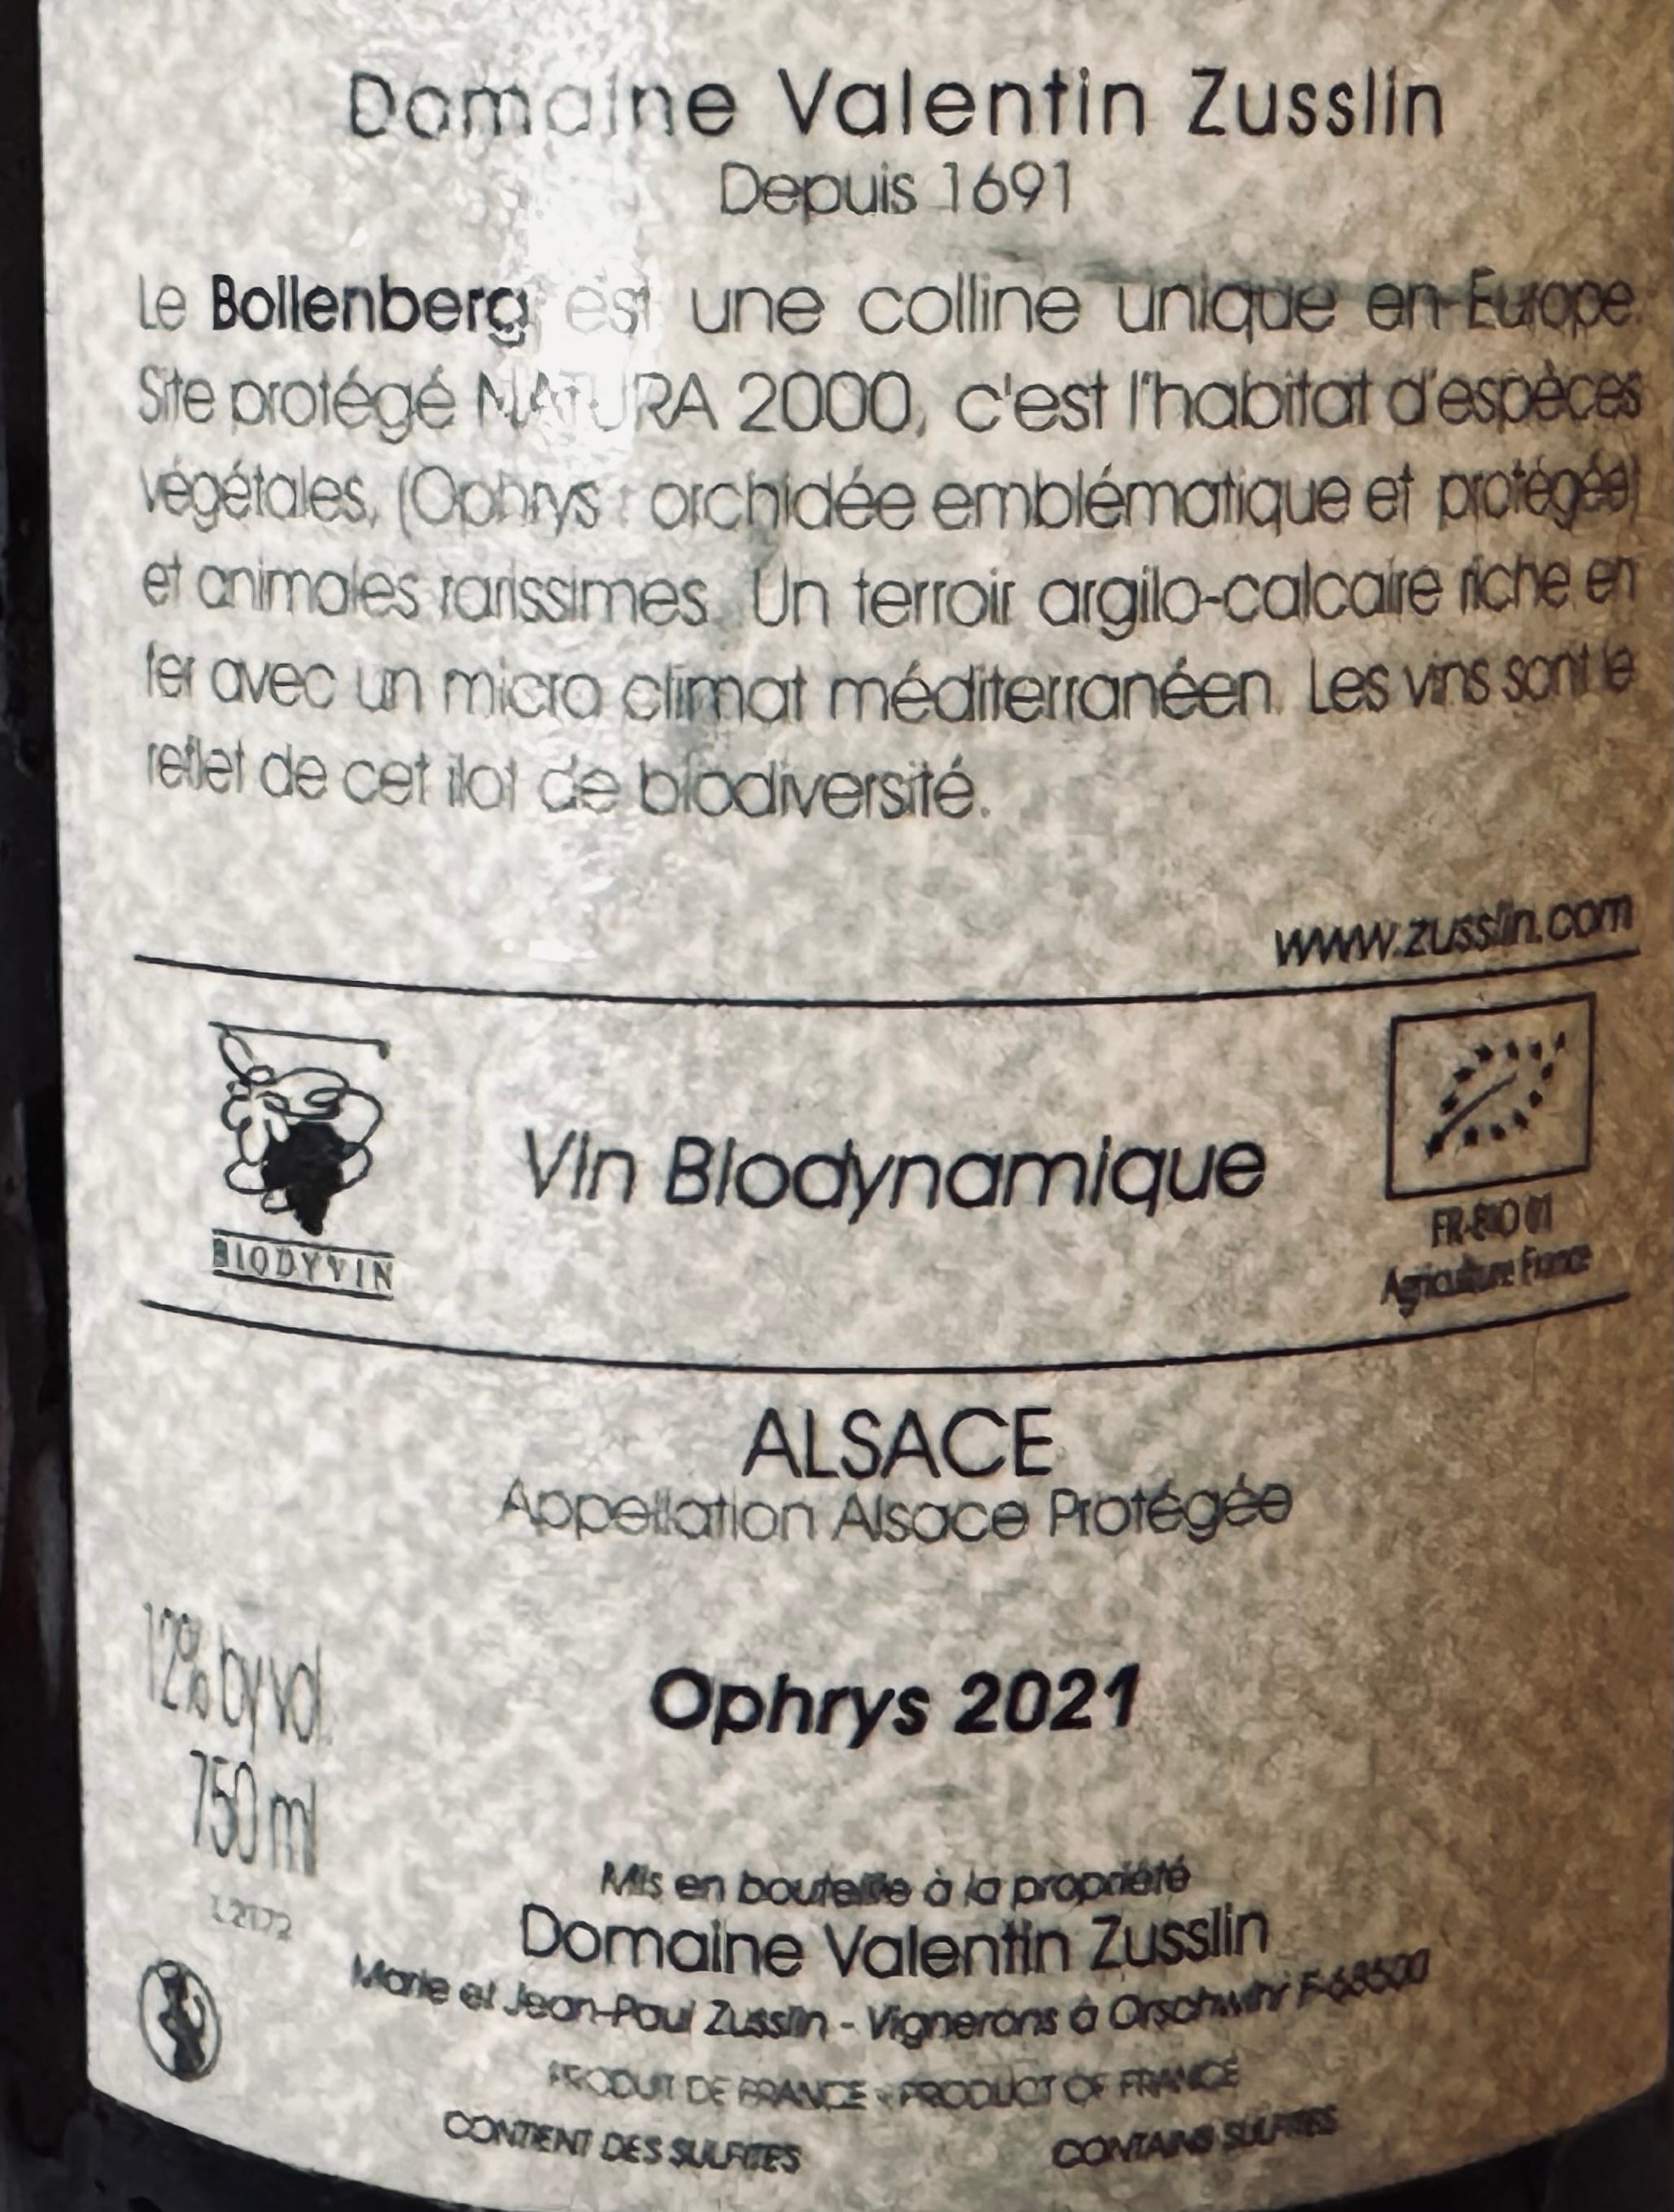 Domaine Valentin Zusslin
Depuis 1691
Le Bollenberg est une colline unique en Europe.
Site protégé NATURA 2000, c'est l'habitat d'espèces
végétales, (Ophrys : orchidée emblématique et protégée)
et animales rarissimes. Un terroir argilo-calcaire riche en
fer avec un micro climat méditerranéen. Les vins sont le
reflet de cet ilot de biodiversité.
www.zusslin.com
BIODYVIN
Vin Biodynamique
FR-BIO 01
Agriculture France
ALSACE
Appellation Alsace Protégée
12% by vol.
750 ml
Ophrys 2021
Mis en bouteille à la propriété
Domaine Valentin Zusslin
Marie et Jean-Paul Zusslin - Vignerons à Orschwihr F-68500
PRODUIT DE FRANCE - PRODUCT OF FRANCE
CONTIENT DES SULFITES CONTAINS SULFITES